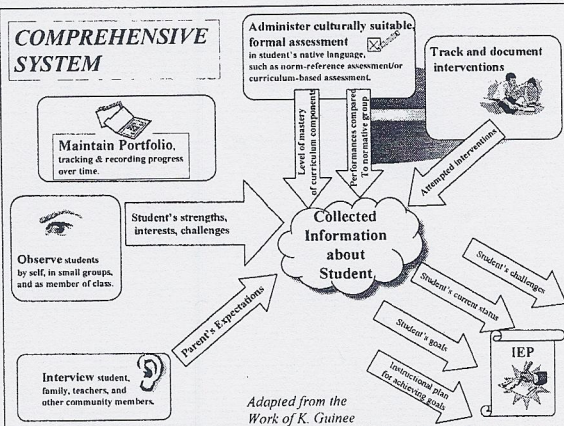 COMPREHENSIVE
SYSTEM
Administer culturally suitable,
formal assessment
in student's native language,
such as norm-reference assessment/or
curriculum-based assessment.
Track and document
interventions
Maintain Portfolio,
tracking & recording progress
over time.
Level of mastery
of curriculum components
Performances compared
To normative group
Attempted interventions
Observe students
by self, in small groups,
and as member of class.
Student's strengths,
interests, challenges
Collected
Information
about
Student
Parent's Expectations
Student's challenges
Student's current status
Student's goals
Instructional plan
for achieving goals
IEP
Interview student,
family, teachers, and
other community members.
Adapted from the
Work of K. Guinee